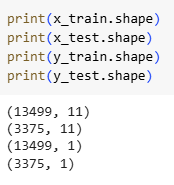 print(x_train.shape)
print(x_test.shape)
print(y_train.shape)
print(y_test.shape)
(13499, 11)
(3375, 11)
(13499, 1)
(3375, 1)